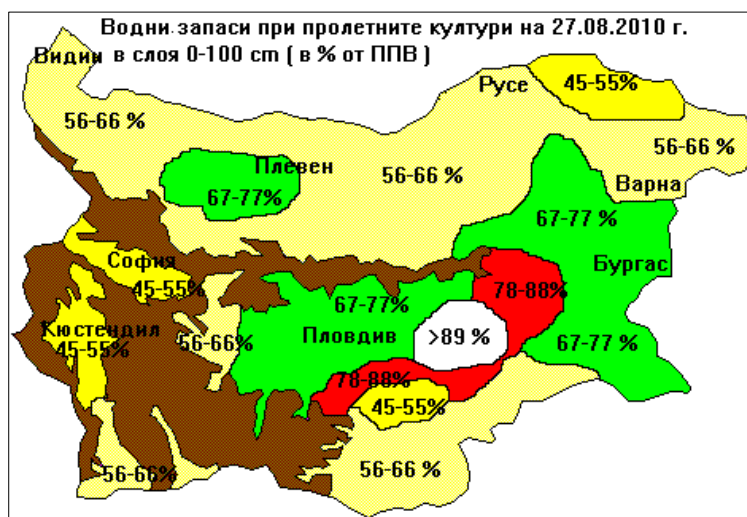 Водни запаси при пролетните култури на 27.08.2010 г.
в слоя 0-100 cm ( в % от ППВ )
Видин
Русе
45-55%
56-66 %
Плевен
56-66 %
56-66 %
67-77%
Варна
67-77 %
София
Бургас
45-55%
78-88%
67-77%
Кюстендил
Пловдив
>89 %
45-55%
56-66%
67-77 %
78-88%
45-55%
56-66%
56-66 %